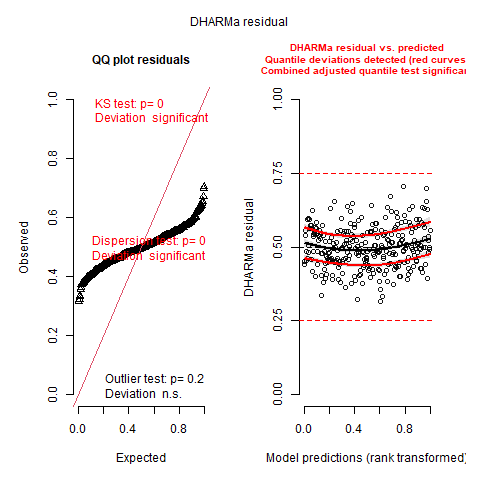 DHARMa residual
QQ plot residuals
KS test: p= 0
Deviation significant
Dispersion test: p= 0
Deviation significant
Outlier test: p= 0.2
Deviation n.s.
Observed
0.0
0.2
0.4
0.6
0.8
1.0
0.0
0.4
0.8
Expected
DHARMa residual vs. predicted
Quantile deviations detected (red curves
Combined adjusted quantile test significan
DHARMa residual
0.00
0.25
0.50
0.75
1.00
0.0
0.4
0.8
Model predictions (rank transformed)